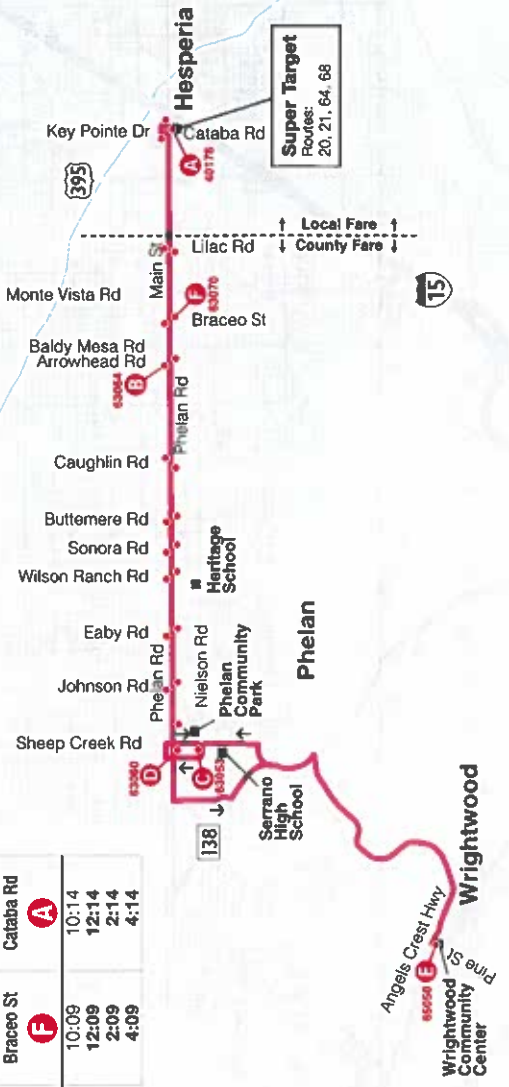 Key Pointe Dr
Cataba Rd
A
40178
Hesperia
Super Target
Routes:
20, 21, 64, 68
395
↑ Local Fare ↑
↓ County Fare ↓
Main St
Lilac Rd
Monte Vista Rd
F
63070
Braceo St
15
Baldy Mesa Rd
Arrowhead Rd
B
63064
Phelan Rd
Caughlin Rd
Buttemere Rd
Sonora Rd
Wilson Ranch Rd
Heritage
School
Eaby Rd
Phelan Rd
Johnson Rd
Nielson Rd
Phelan
Community
Park
Phelan
Sheep Creek Rd
D
63060
C
63053
138
Serrano
High
School
Angels Crest Hwy
Wrightwood
E
65050
Pine St
Wrightwood
Community
Center
Braceo St Cataba Rd
F A
10:09 10:14
12:09 12:14
2:09 2:14
4:09 4:14